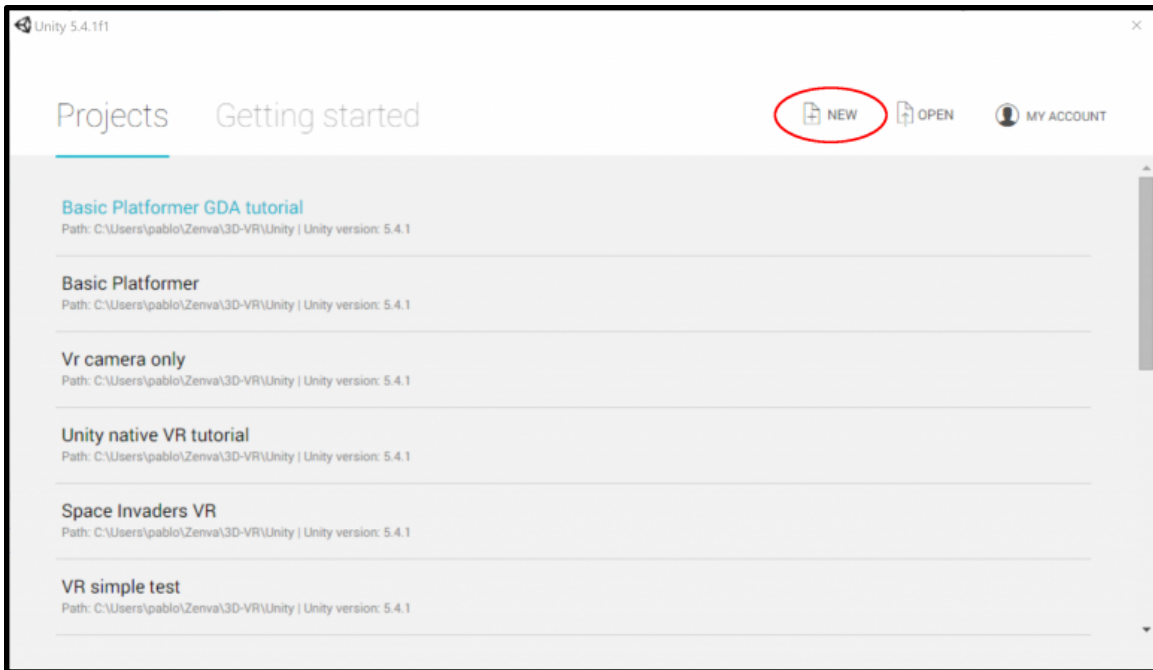 Unity 5.4.1f1
Projects Getting started NEW OPEN MY ACCOUNT
Basic Platformer GDA tutorial
Path: C:\Users\pablo\Zenva\3D-VR\Unity | Unity version: 5.4.1
Basic Platformer
Path: C:\Users\pablo\Zenva\3D-VR\Unity | Unity version: 5.4.1
Vr camera only
Path: C:\Users\pablo\Zenva\3D-VR\Unity | Unity version: 5.4.1
Unity native VR tutorial
Path: C:\Users\pablo\Zenva\3D-VR\Unity | Unity version: 5.4.1
Space Invaders VR
Path: C:\Users\pablo\Zenva\3D-VR\Unity | Unity version: 5.4.1
VR simple test
Path: C:\Users\pablo\Zenva\3D-VR\Unity | Unity version: 5.4.1